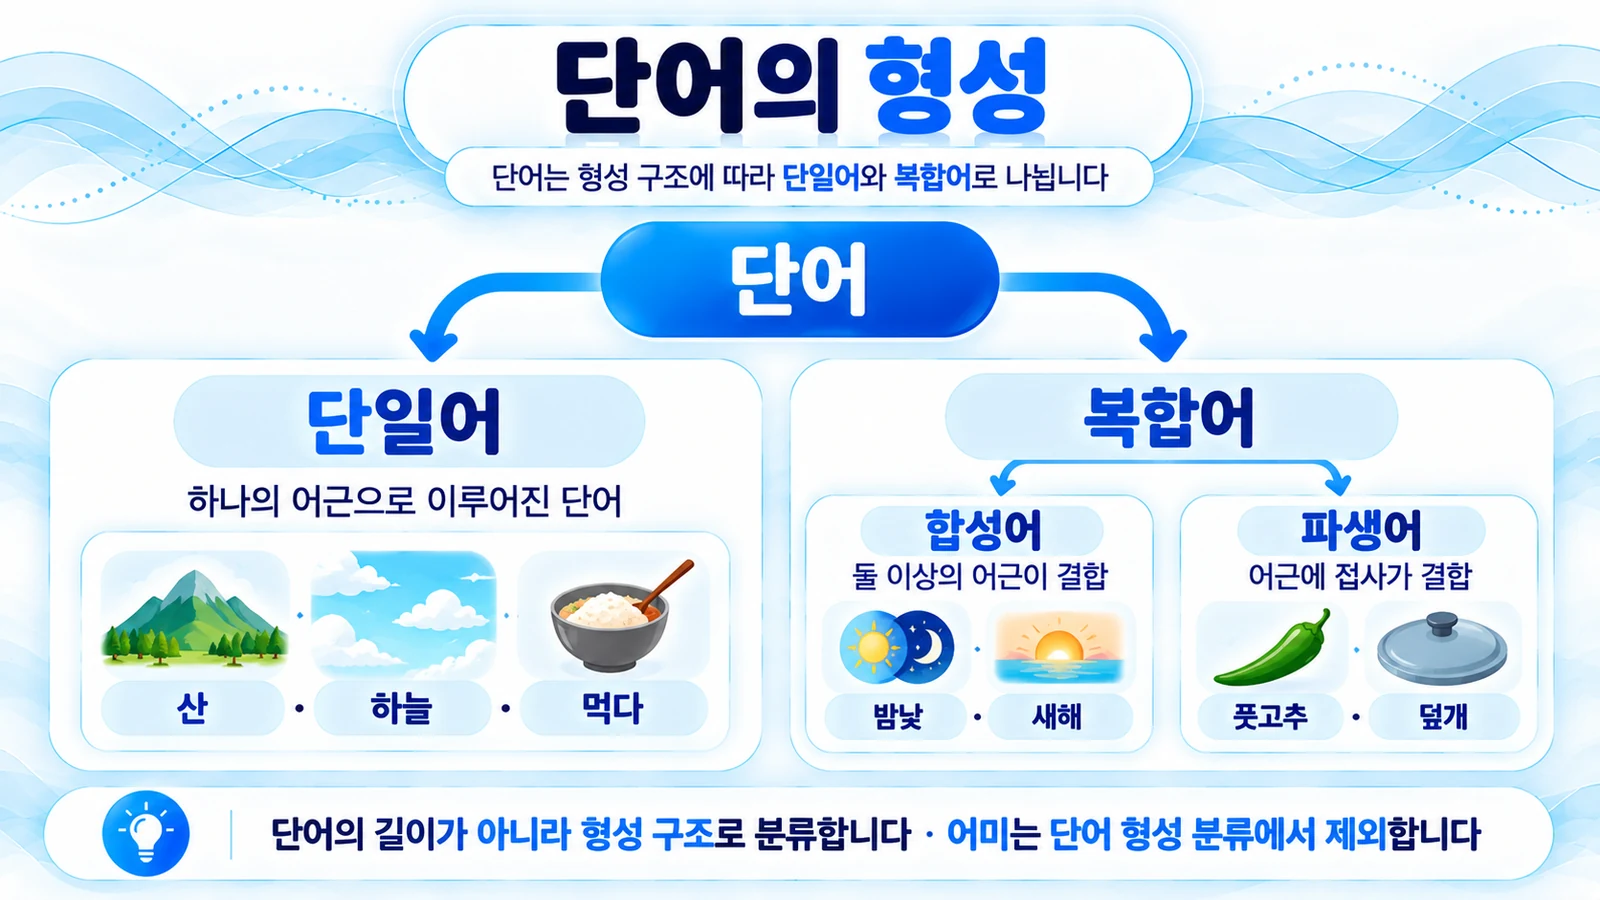 단어의 형성
단어는 형성 구조에 따라 단일어와 복합어로 나뉩니다
단어
단일어
하나의 어근으로 이루어진 단어
산 • 하늘 • 먹다
복합어
합성어
둘 이상의 어근이 결합
밤낮 • 새해
파생어
어근에 접사가 결합
풋고추 • 덮개
단어의 길이가 아니라 형성 구조로 분류합니다 · 어미는 단어 형성 분류에서 제외합니다